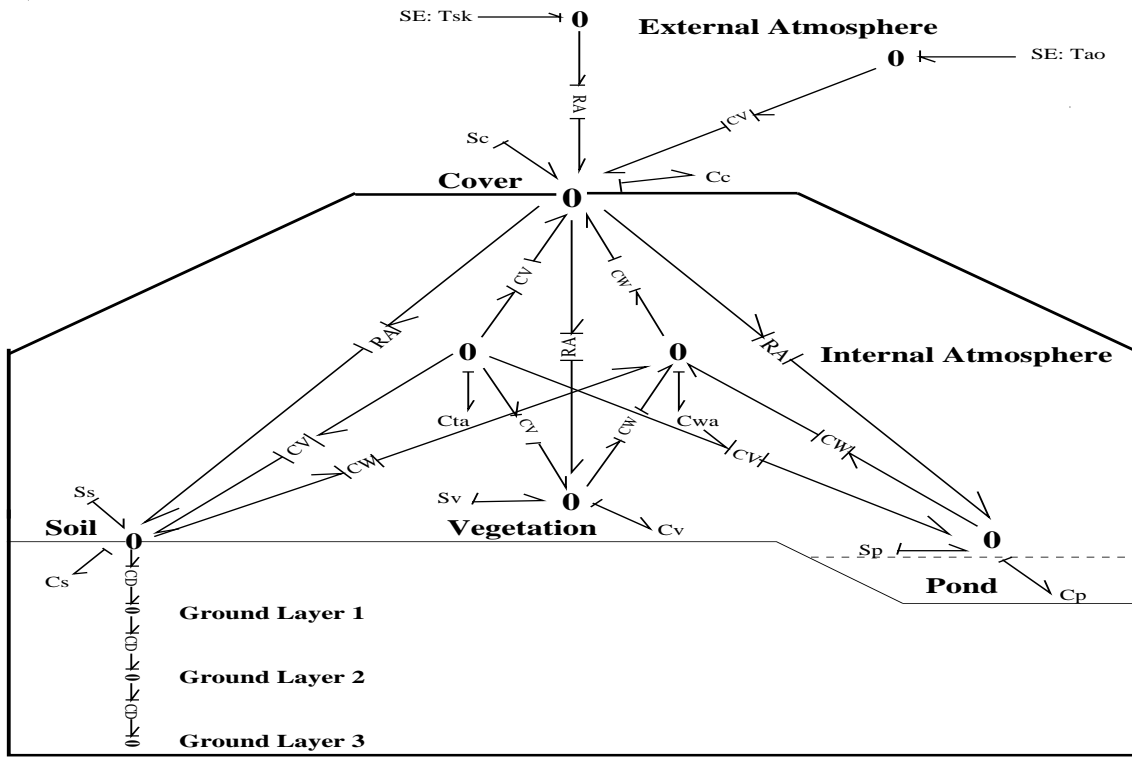 SE: Tsk
0
External Atmosphere
0
SE: Tao
RA
CV
Sc
Cover
0
Cc
CV
CW
RA
RA
RA
0
0
Internal Atmosphere
Cta
Cwa
CV
CW
CV
CW
CV
CW
Ss
Sv
0
Soil
0
Vegetation
Cv
Sp
0
Cs
CD
Pond
Cp
0
Ground Layer 1
CD
0
Ground Layer 2
CD
0
Ground Layer 3